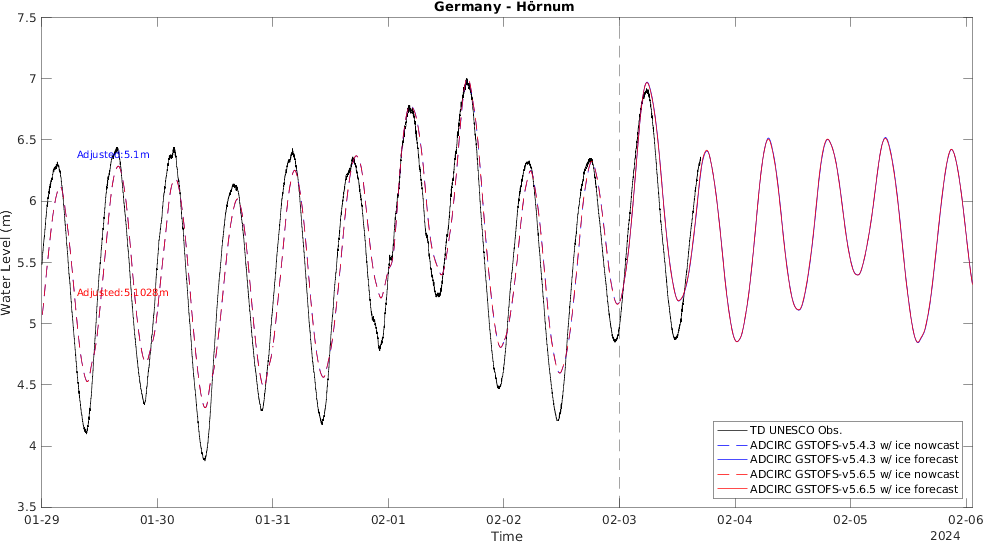 Germany - Hörnum
7.5
7
6.5
6
5.5
5
4.5
4
3.5
Water Level (m)
Adjusted:5.1m
Adjusted:5.1028m
TD UNESCO Obs.
ADCIRC GSTOFS-v5.4.3 w/ ice nowcast
ADCIRC GSTOFS-v5.4.3 w/ ice forecast
ADCIRC GSTOFS-v5.6.5 w/ ice nowcast
ADCIRC GSTOFS-v5.6.5 w/ ice forecast
01-29 01-30 01-31 02-01 02-02 02-03 02-04 02-05 02-06
Time
2024